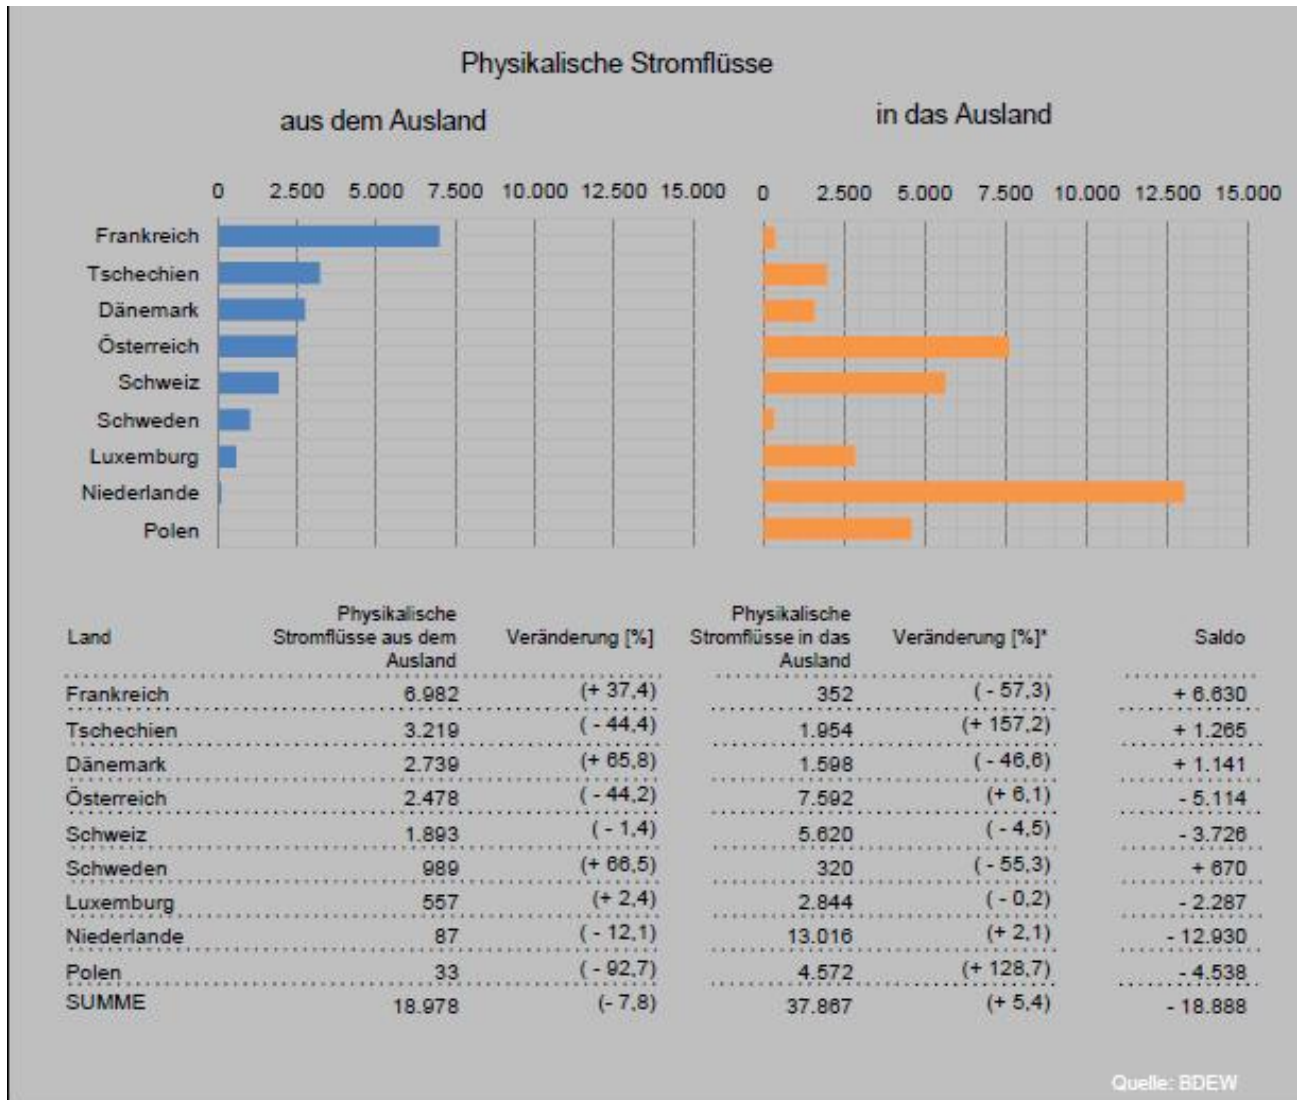 Physikalische Stromflüsse
aus dem Ausland
in das Ausland
0 2.500 5.000 7.500 10.000 12.500 15.000
0 2.500 5.000 7.500 10.000 12.500 15.000
Frankreich
Tschechien
Dänemark
Österreich
Schweiz
Schweden
Luxemburg
Niederlande
Polen
Land Physikalische Stromflüsse aus dem Ausland Veränderung [%] Physikalische Stromflüsse in das Ausland Veränderung [%]* Saldo
Frankreich 6.982 (+ 37,4) 352 ( - 57,3) + 6.630
Tschechien 3.219 ( - 44,4) 1.954 (+ 157,2) + 1.265
Dänemark 2.739 (+ 65,8) 1.598 ( - 46,6) + 1.141
Österreich 2.478 ( - 44,2) 7.592 (+ 6,1) - 5.114
Schweiz 1.893 ( - 1,4) 5.620 ( - 4,5) - 3.726
Schweden 989 (+ 66,5) 320 ( - 55,3) + 670
Luxemburg 557 (+ 2,4) 2.844 ( - 0,2) - 2.287
Niederlande 87 ( - 12,1) 13.016 (+ 2,1) - 12.930
Polen 33 ( - 92,7) 4.572 (+ 128,7) - 4.538
SUMME 18.978 (- 7,8) 37.867 (+ 5,4) - 18.888
Quelle: BDEW